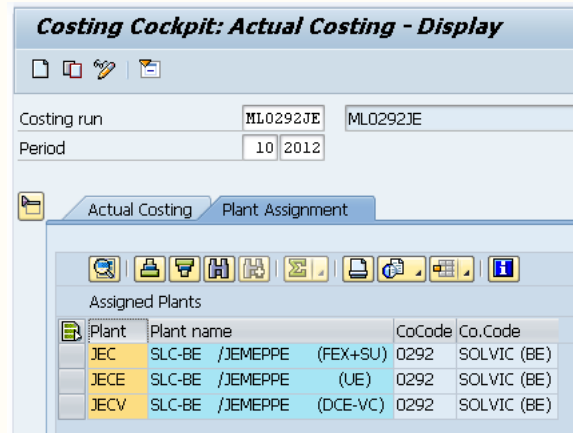 Costing Cockpit: Actual Costing - Display
Costing run ML0292JE ML0292JE
Period 10 2012
Actual Costing Plant Assignment
Assigned Plants
Plant Plant name CoCode Co.Code
JEC SLC-BE /JEMEPPE (FEX+SU) 0292 SOLVIC (BE)
JECE SLC-BE /JEMEPPE (UE) 0292 SOLVIC (BE)
JECV SLC-BE /JEMEPPE (DCE-VC) 0292 SOLVIC (BE)